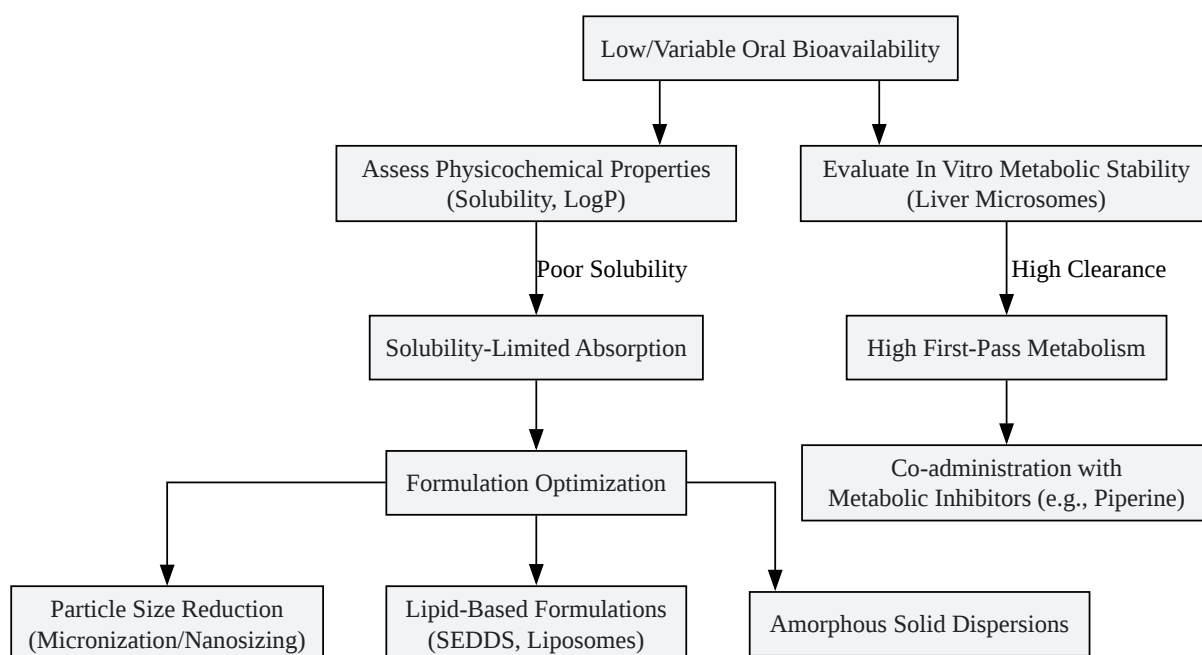 Low/Variable Oral Bioavailability
Assess Physicochemical Properties
(Solubility, LogP)
Evaluate In Vitro Metabolic Stability
(Liver Microsomes)
Poor Solubility
High Clearance
Solubility-Limited Absorption
High First-Pass Metabolism
Formulation Optimization
Co-administration with
Metabolic Inhibitors (e.g., Piperine)
Particle Size Reduction
(Micronization/Nanosizing)
Lipid-Based Formulations
(SEDDS, Liposomes)
Amorphous Solid Dispersions